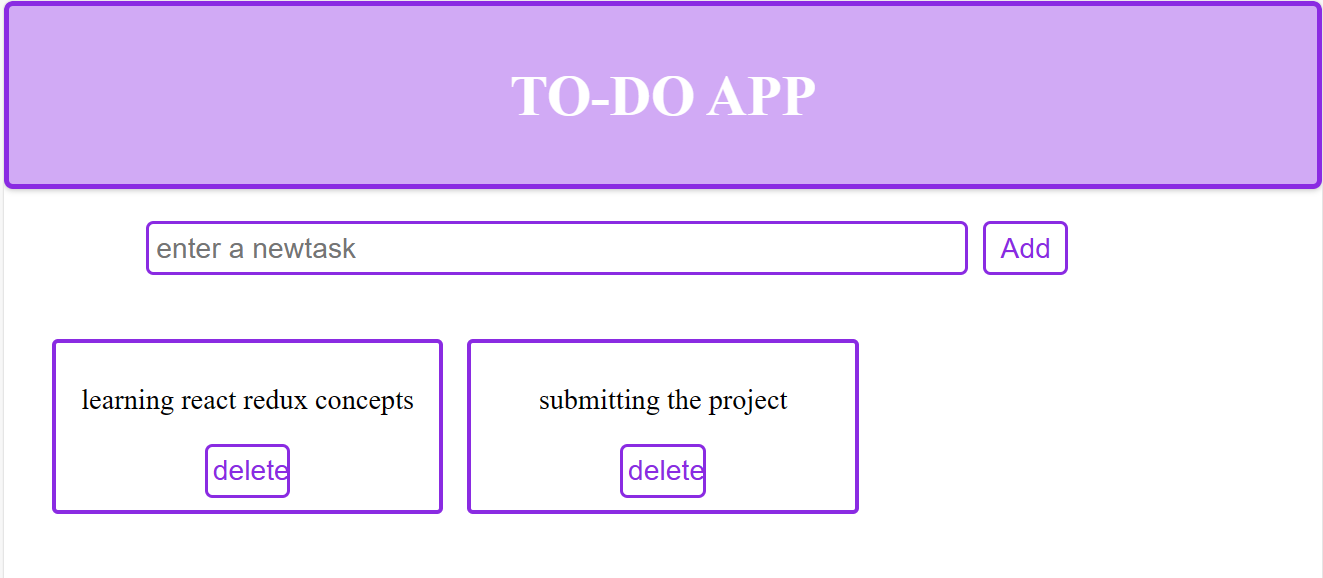 TO-DO APP
enter a newtask
Add
learning react redux concepts
submitting the project
delete
delete